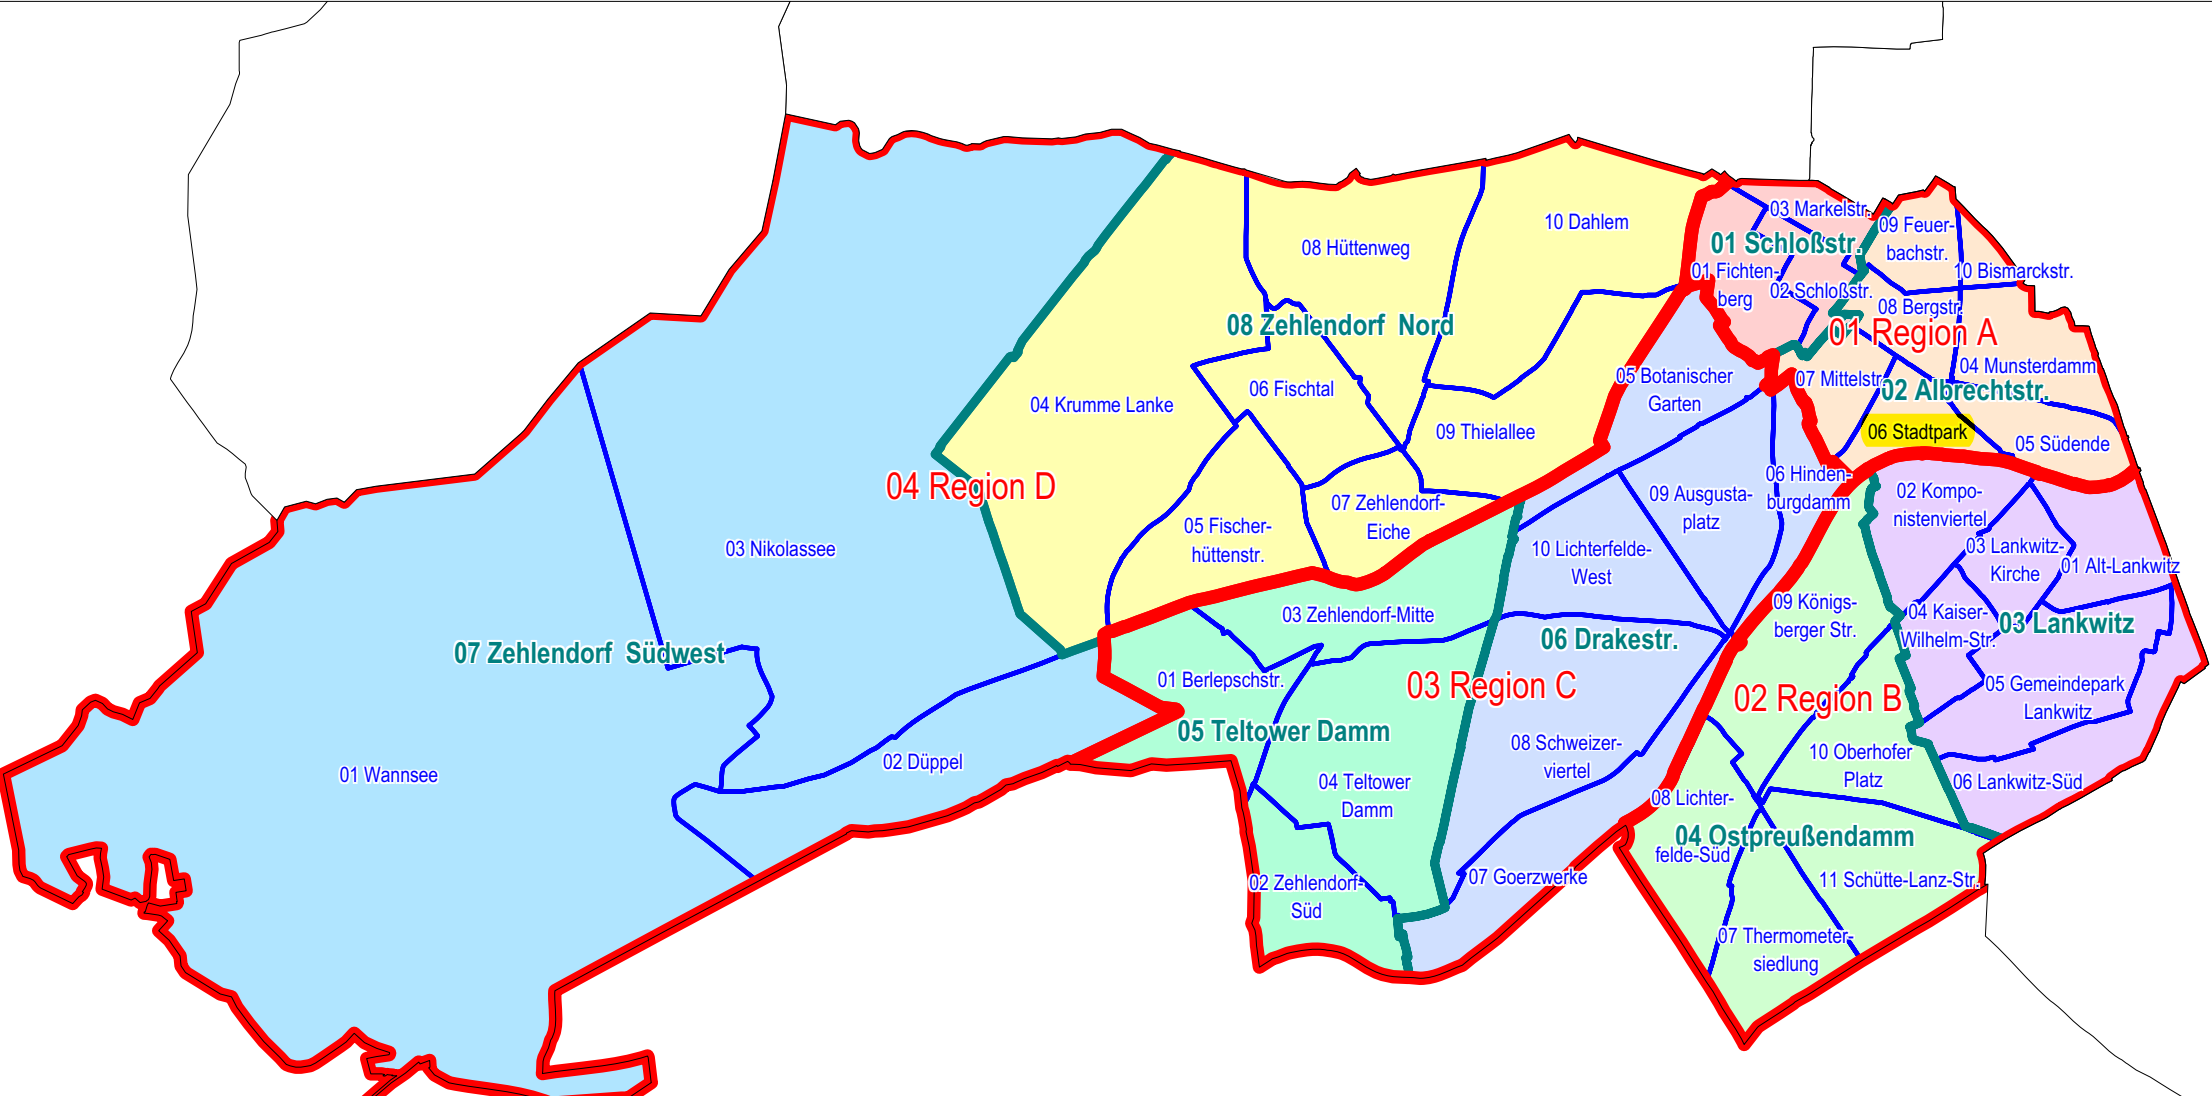 03 Markelstr.
10 Dahlem
09 Feuer-
bachstr.
01 Schloßstr.
08 Hüttenweg
01 Fichten-
berg
10 Bismarckstr.
02 Schloßstr.
08 Bergstr.
08 Zehlendorf  Nord
01 Region A
04 Munsterdamm
05 Botanischer
Garten
07 Mittelstr.
06 Fischtal
02 Albrechtstr.
04 Krumme Lanke
09 Thielallee
06 Stadtpark
05 Südende
04 Region D
06 Hinden-
burgdamm
09 Ausgusta-
platz
02 Kompo-
nistenviertel
07 Zehlendorf-
Eiche
05 Fischer-
hüttenstr.
03 Nikolassee
10 Lichterfelde-
West
03 Lankwitz-
Kirche
01 Alt-Lankwitz
09 Königs-
berger Str.
04 Kaiser-
Wilhelm-Str.
03 Zehlendorf-Mitte
03 Lankwitz
06 Drakestr.
07 Zehlendorf  Südwest
01 Berlepschstr.
03 Region C
02 Region B
05 Gemeindepark
Lankwitz
05 Teltower Damm
08 Schweizer-
viertel
10 Oberhofer
Platz
02 Düppel
01 Wannsee
04 Teltower
Damm
06 Lankwitz-Süd
08 Lichter-
felde-Süd
04 Ostpreußendamm
07 Goerzwerke
02 Zehlendorf-
Süd
11 Schütte-Lanz-Str.
07 Thermometer-
siedlung